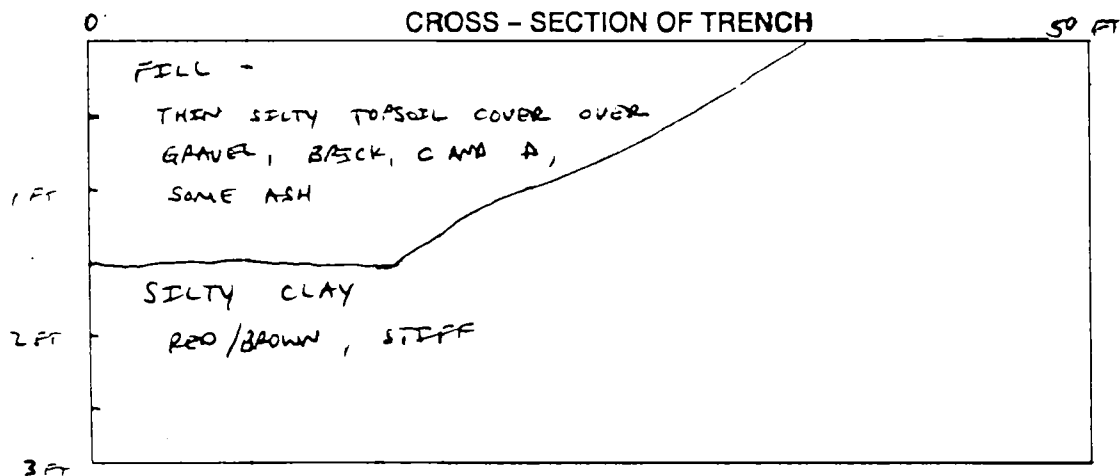 CROSS – SECTION OF TRENCH
0 50 FT
FILL -
THIN SILTY TOPSOIL COVER OVER
GRAVEL, BRICK, C AND D,
SOME ASH
1 FT
SILTY CLAY
RED/BROWN, STIFF
2 FT
3 FT